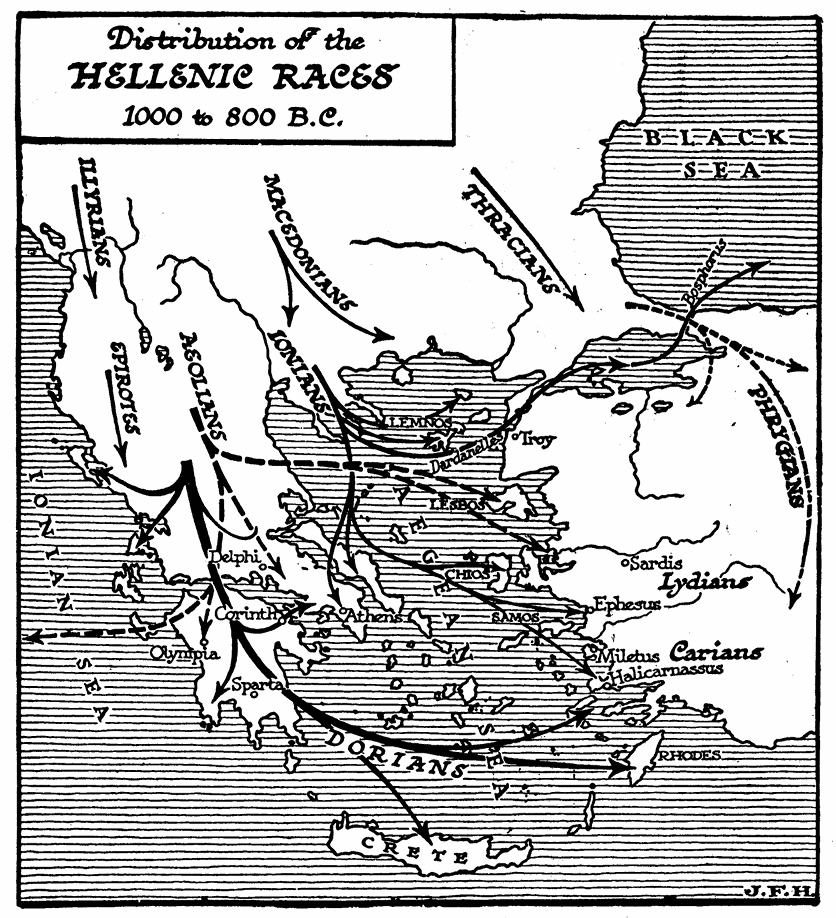 Distribution of the
HELLENIC RACES
1000 to 800 B.C.
BLACK
SEA
ILLYRIANS
MACEDONIANS
THRACIANS
Bosphorus
EPIROTES
AEOLIANS
IONIANS
LEMNOS
Dardanelles
Troy
PHRYGIANS
IONIAN
SEA
AEGEAN
SEA
LESBOS
Delphi
CHIOS
Sardis
Lydians
Corinth
Athens
SAMOS
Ephesus
Olympia
Miletus
Carians
Halicarnassus
Sparta
DORIANS
RHODES
CRETE
J.F.H.